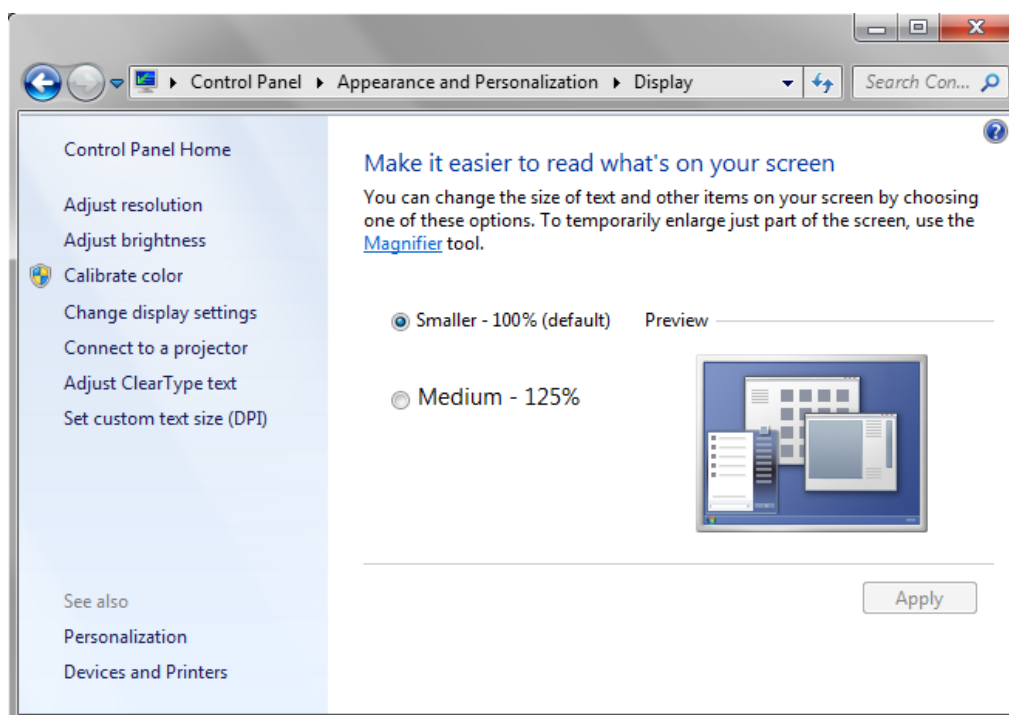 Control Panel Appearance and Personalization Display Search Con...
Control Panel Home
Adjust resolution
Adjust brightness
Calibrate color
Change display settings
Connect to a projector
Adjust ClearType text
Set custom text size (DPI)
See also
Personalization
Devices and Printers
Make it easier to read what's on your screen
You can change the size of text and other items on your screen by choosing
one of these options. To temporarily enlarge just part of the screen, use the
Magnifier tool.
Smaller - 100% (default) Preview
Medium - 125%
Apply